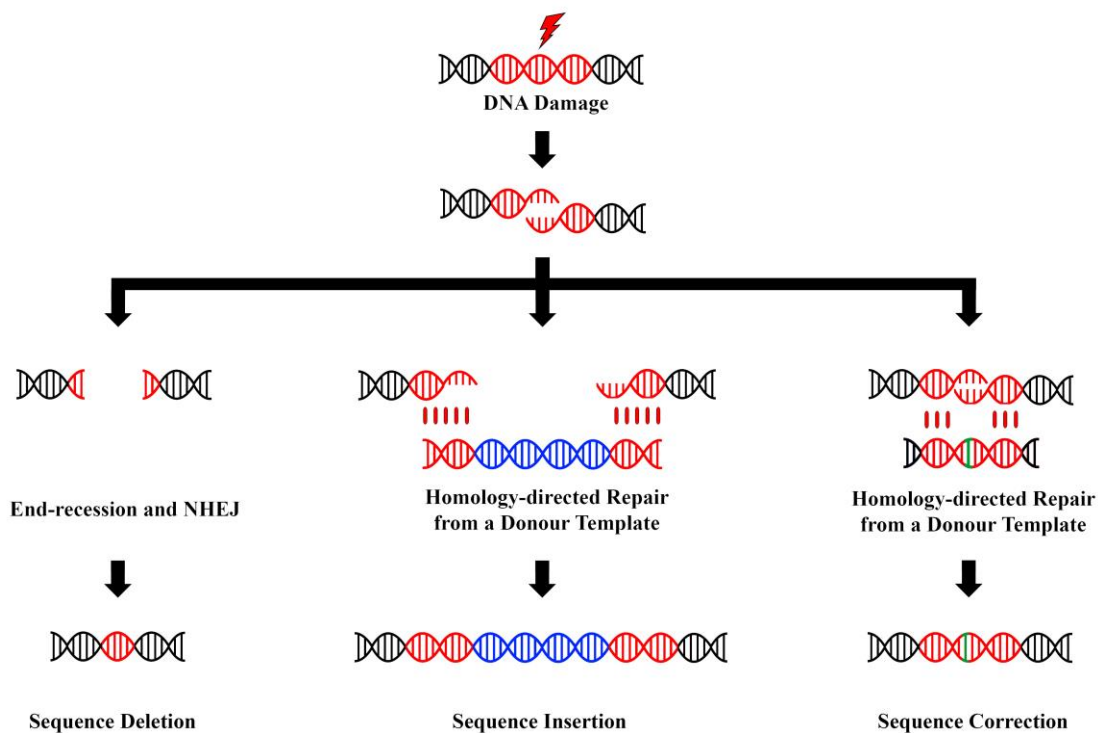 DNA Damage
End-recession and NHEJ
Homology-directed Repair
from a Donour Template
Homology-directed Repair
from a Donour Template
Sequence Deletion
Sequence Insertion
Sequence Correction